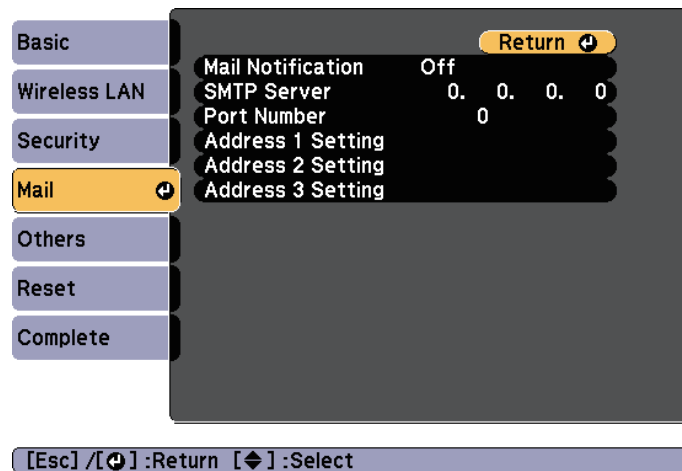 Basic
Wireless LAN
Security
Mail
Others
Reset
Complete
Return
Mail Notification Off
SMTP Server 0. 0. 0. 0
Port Number 0
Address 1 Setting
Address 2 Setting
Address 3 Setting
[Esc] /[ ] :Return [ ] :Select